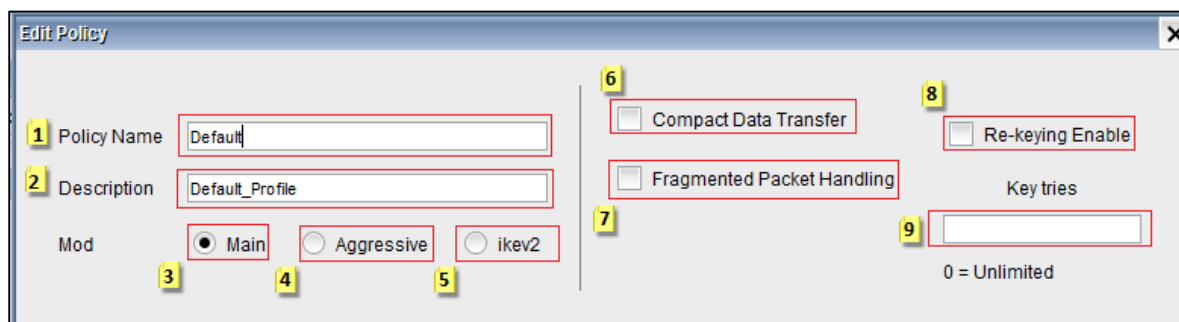 Edit Policy
1 Policy Name Default
2 Description Default_Profile
Mod Main Aggressive ikev2
3 4 5
6
Compact Data Transfer
Fragmented Packet Handling
7
8
Re-keying Enable
Key tries
9
0 = Unlimited